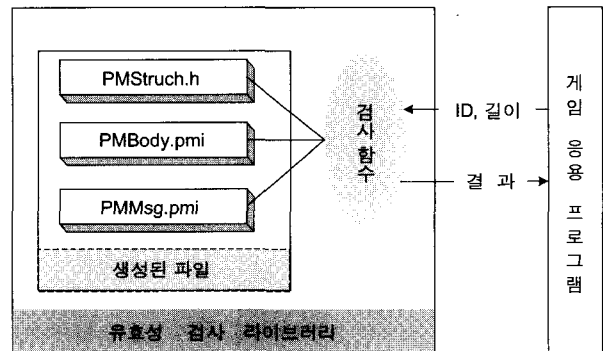 PMStruch.h
PMBody.pmi
PMMsg.pmi
생성된 파일
유효성 검사 라이브러리
검사 함수
ID, 길이
결 과
게임 응용 프로그램